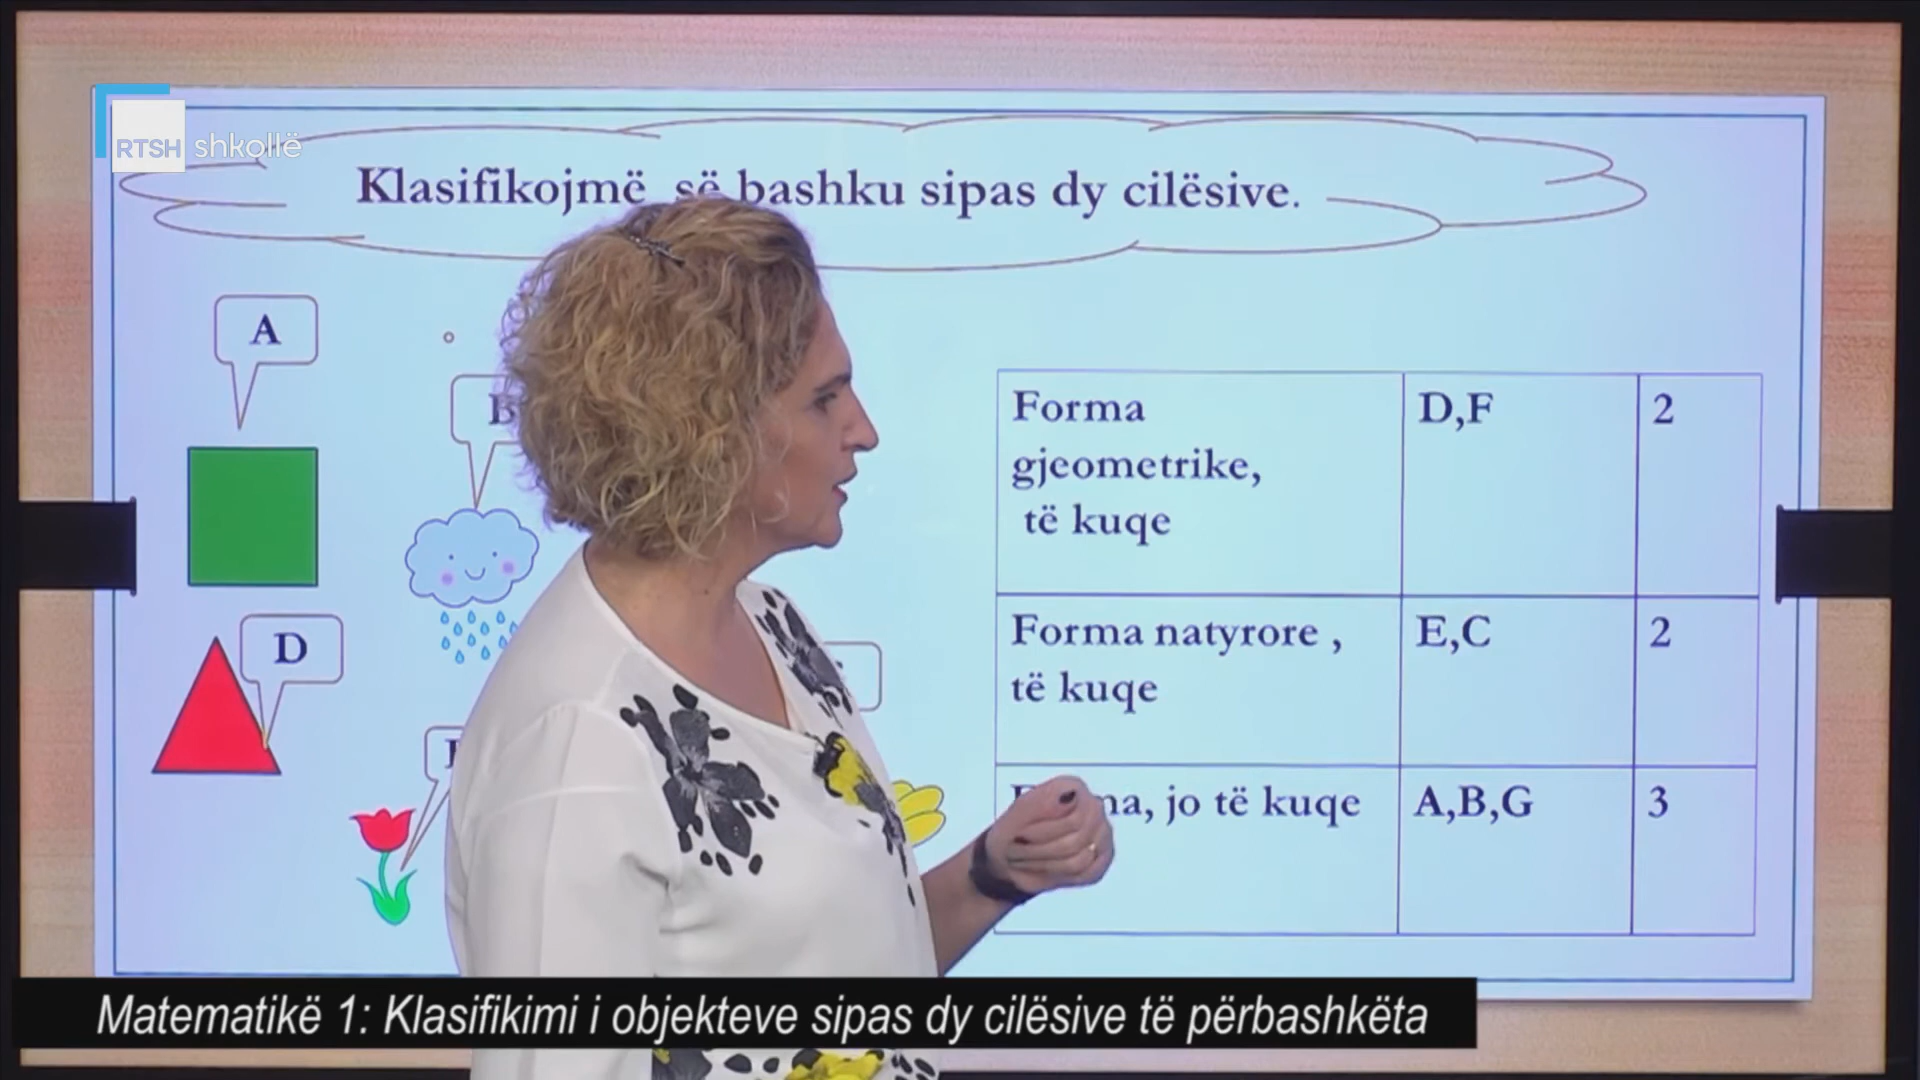 RTSH shkollë
Klasifikojmë së bashku sipas dy cilësive.
A
B
D
Forma
gjeometrike,
të kuqe
D,F
2
Forma natyrore ,
të kuqe
E,C
2
jo të kuqe
A,B,G
3
Matematikë 1: Klasifikimi i objekteve sipas dy cilësive të përbashkëta